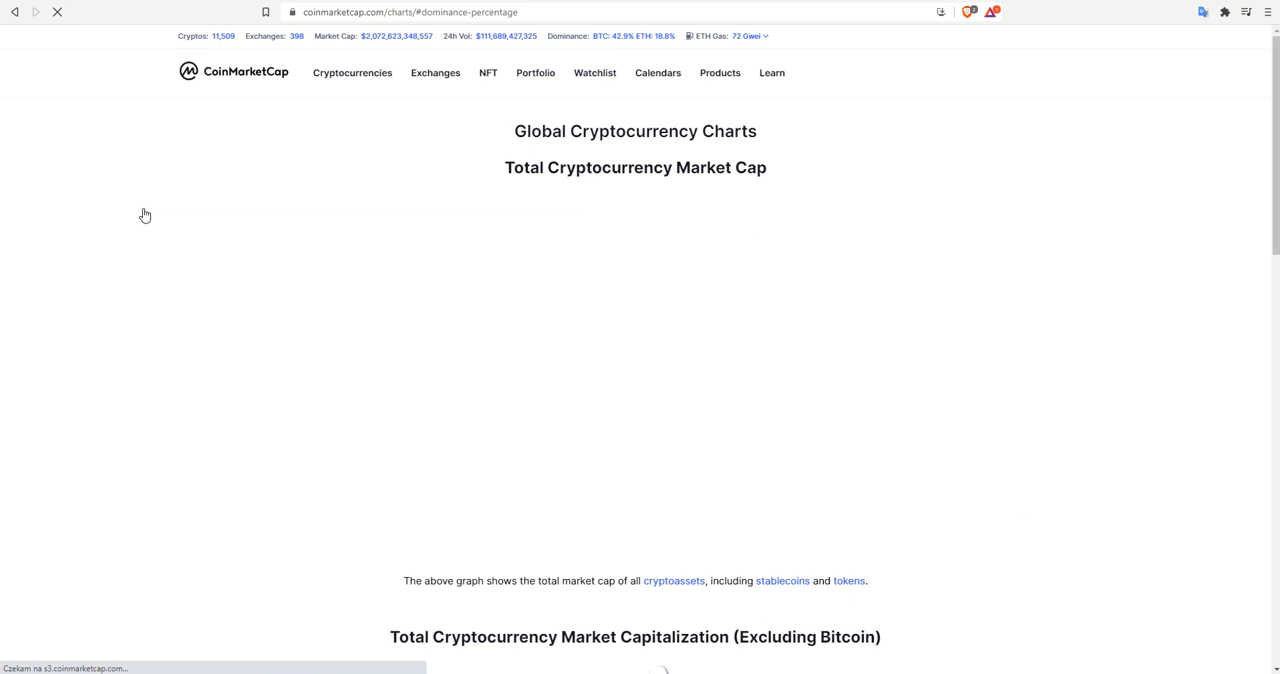 coinmarketcap.com/charts/#dominance-percentage
Cryptos: 11,509 Exchanges: 398 Market Cap: $2,072,623,348,557 24h Vol: $111,689,427,325 Dominance: BTC: 42.9% ETH: 18.8% ETH Gas: 72 Gwei
CoinMarketCap Cryptocurrencies Exchanges NFT Portfolio Watchlist Calendars Products Learn
Global Cryptocurrency Charts
Total Cryptocurrency Market Cap
The above graph shows the total market cap of all cryptoassets, including stablecoins and tokens.
Total Cryptocurrency Market Capitalization (Excluding Bitcoin)
Czekam na s3.coinmarketcap.com...